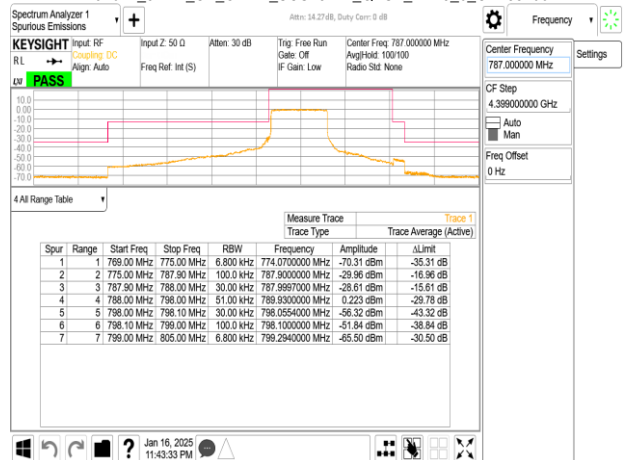 Spectrum Analyzer 1
Spurious Emissions
Attn: 14.27dB, Duty Corr: 0 dB
Frequency
KEYSIGHT Input: RF Input Z: 50 Ω Atten: 30 dB Trig: Free Run Center Freq: 787.000000 MHz
RL Coupling: DC Gate: Off Avg|Hold: 100/100
Align: Auto Freq Ref: Int (S) IF Gain: Low Radio Std: None
LXI PASS
Center Frequency
787.000000 MHz
Settings
CF Step
4.399000000 GHz
Auto
Man
Freq Offset
0 Hz
10.0
0.00
-10.0
-20.0
-30.0
-40.0
-50.0
-60.0
-70.0
4 All Range Table
Measure Trace Trace 1
Trace Type Trace Average (Active)
Spur Range Start Freq Stop Freq RBW Frequency Amplitude ΔLimit
1 1 769.00 MHz 775.00 MHz 6.800 kHz 774.0700000 MHz -70.31 dBm -35.31 dB
2 2 775.00 MHz 787.90 MHz 100.0 kHz 787.9000000 MHz -29.96 dBm -16.96 dB
3 3 787.90 MHz 788.00 MHz 30.00 kHz 787.9997000 MHz -28.61 dBm -15.61 dB
4 4 788.00 MHz 798.00 MHz 51.00 kHz 789.9300000 MHz 0.223 dBm -29.78 dB
5 5 798.00 MHz 798.10 MHz 30.00 kHz 798.0554000 MHz -56.32 dBm -43.32 dB
6 6 798.10 MHz 799.00 MHz 100.0 kHz 798.1000000 MHz -51.84 dBm -38.84 dB
7 7 799.00 MHz 805.00 MHz 6.800 kHz 799.2940000 MHz -65.50 dBm -30.50 dB
Jan 16, 2025
11:43:33 PM